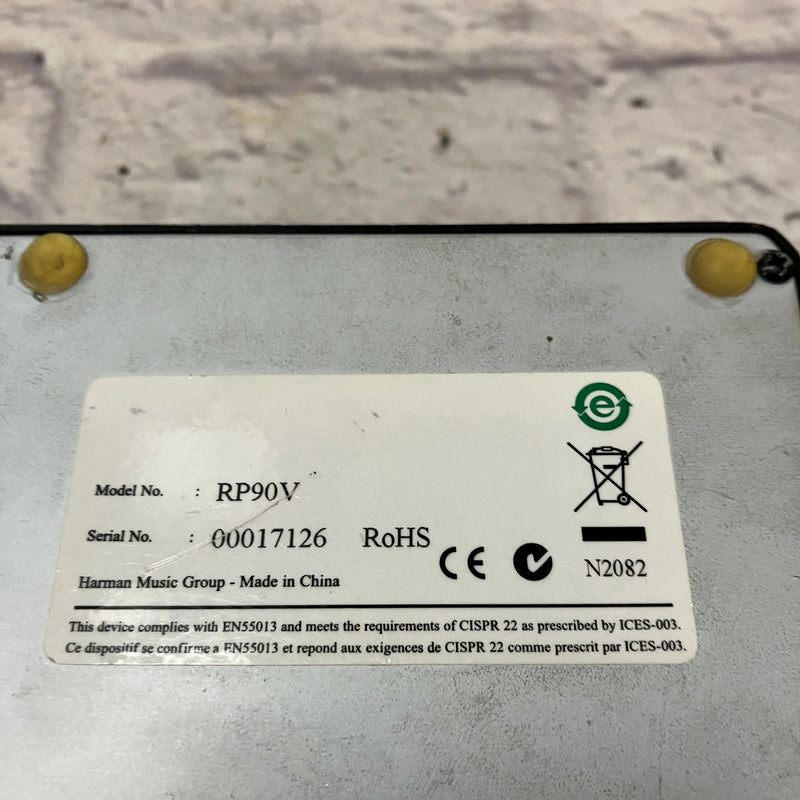 e
Model No. : RP90V
Serial No. : 00017126 RoHS
CE N2082
Harman Music Group - Made in China
This device complies with EN55013 and meets the requirements of CISPR 22 as prescribed by ICES-003.
Ce dispositif se confirme a EN55013 et repond aux exigences de CISPR 22 comme prescrit par ICES-003.